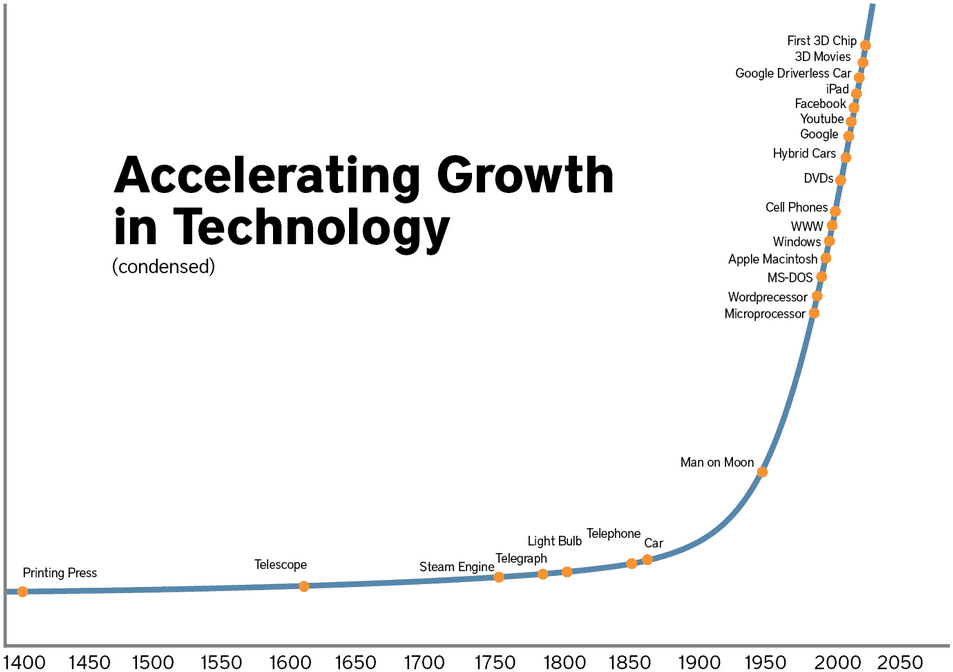 Accelerating Growth
in Technology
(condensed)
First 3D Chip
3D Movies
Google Driverless Car
iPad
Facebook
Youtube
Google
Hybrid Cars
DVDs
Cell Phones
WWW
Windows
Apple Macintosh
MS-DOS
Wordprecessor
Microprocessor
Man on Moon
Printing Press
Telescope
Steam Engine
Telegraph
Light Bulb
Telephone
Car
1400 1450 1500 1550 1600 1650 1700 1750 1800 1850 1900 1950 2000 2050